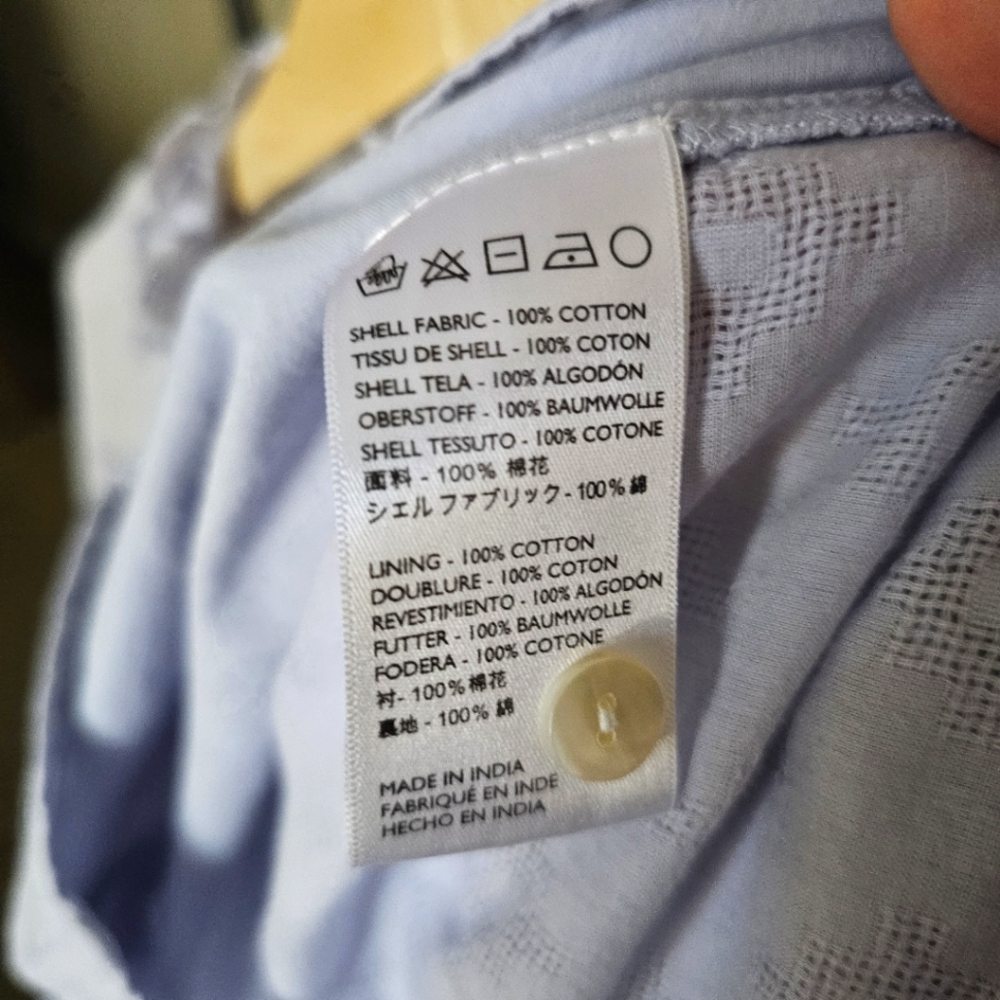 SHELL FABRIC - 100% COTTON
TISSU DE SHELL - 100% COTON
SHELL TELA - 100% ALGODÓN
OBERSTOFF - 100% BAUMWOLLE
SHELL TESSUTO - 100% COTONE
面料 - 100% 棉花
シェルファブリック - 100% 綿
LINING - 100% COTTON
DOUBLURE - 100% COTON
REVESTIMIENTO - 100% ALGODÓN
FUTTER - 100% BAUMWOLLE
FODERA - 100% COTONE
衬- 100% 棉花
裏地 - 100% 綿
MADE IN INDIA
FABRIQUÉ EN INDE
HECHO EN INDIA